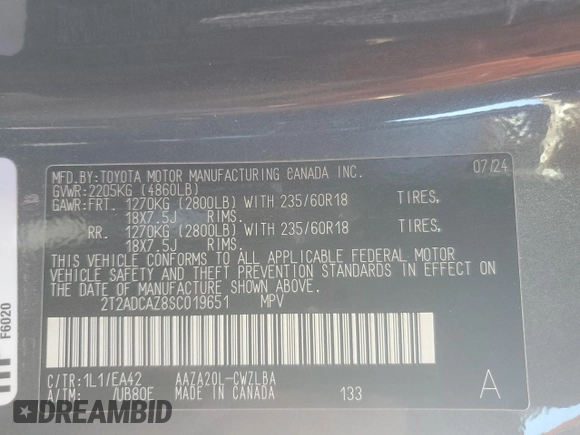 MFD.BY:TOYOTA MOTOR MANUFACTURING CANADA INC. 07/24
GVWR:2205KG (4860LB)
GAWR:FRT. 1270KG (2800LB) WITH 235/60R18 TIRES,
18X7.5J RIMS.
RR. 1270KG (2800LB) WITH 235/60R18 TIRES,
18X7.5J RIMS.
THIS VEHICLE CONFORMS TO ALL APPLICABLE FEDERAL MOTOR
VEHICLE SAFETY AND THEFT PREVENTION STANDARDS IN EFFECT ON
THE DATE OF MANUFACTURE SHOWN ABOVE.
2T2ADCAZ8SC019651 MPV
C/TR:1L1/EA42 AAZA20L-CWZLBA
A/TM: /UB80E MADE IN CANADA 133 A
F6020
DREAMBID
DREAMBID.COM